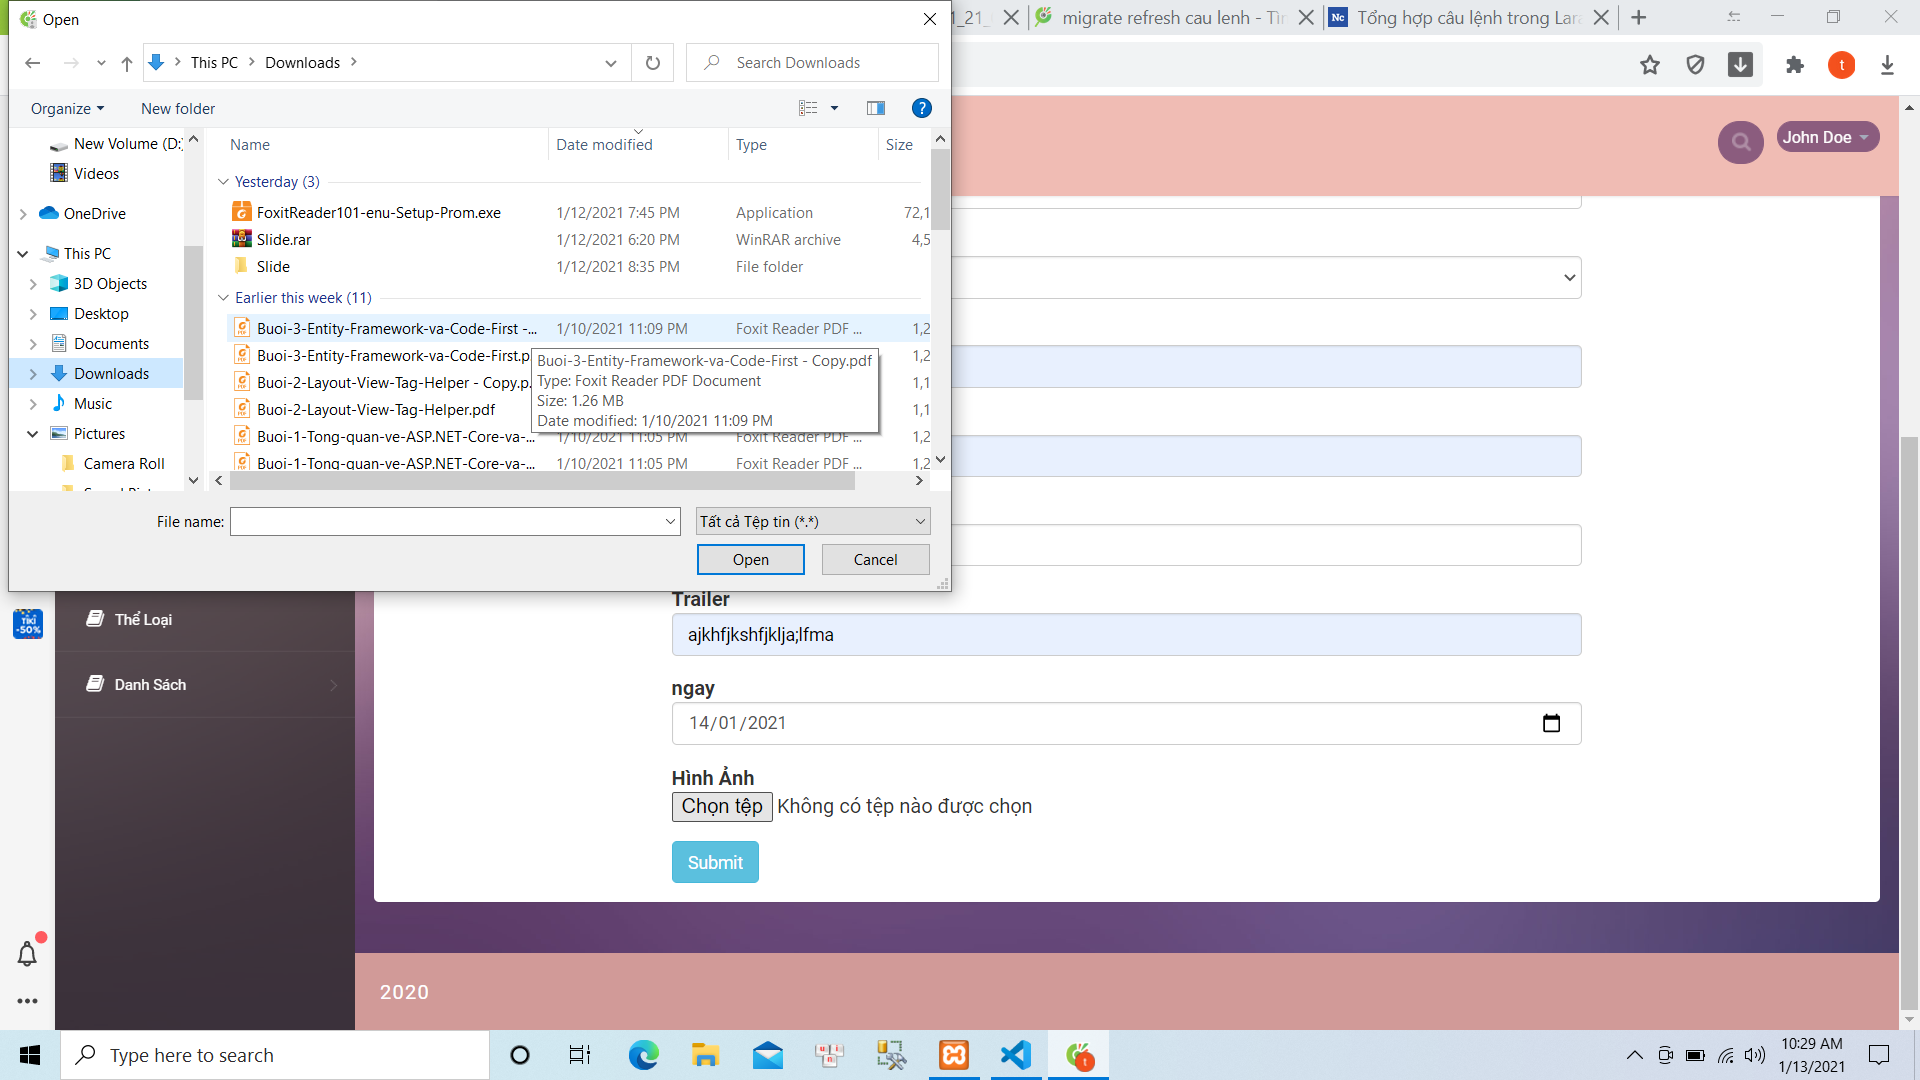 Open
This PC
Downloads
Search Downloads
Organize
New folder
Name
Date modified
Type
Size
New Volume (D:)
Videos
OneDrive
This PC
3D Objects
Desktop
Documents
Downloads
Music
Pictures
Camera Roll
Yesterday (3)
FoxitReader101-enu-Setup-Prom.exe 1/12/2021 7:45 PM Application 72,1
Slide.rar 1/12/2021 6:20 PM WinRAR archive 4,5
Slide 1/12/2021 8:35 PM File folder
Earlier this week (11)
Buoi-3-Entity-Framework-va-Code-First -... 1/10/2021 11:09 PM Foxit Reader PDF ... 1,2
Buoi-3-Entity-Framework-va-Code-First.p 1,2
Buoi-2-Layout-View-Tag-Helper - Copy.p. 1,1
Buoi-2-Layout-View-Tag-Helper.pdf 1,1
Buoi-1-Tong-quan-ve-ASP.NET-Core-va-... 1/10/2021 11:05 PM Foxit Reader PDF ... 1,2
Buoi-1-Tong-quan-ve-ASP.NET-Core-va-... 1/10/2021 11:05 PM Foxit Reader PDF ... 1,2
Buoi-3-Entity-Framework-va-Code-First - Copy.pdf
Type: Foxit Reader PDF Document
Size: 1.26 MB
Date modified: 1/10/2021 11:09 PM
File name:
Tất cả Tệp tin (*.*)
Open
Cancel
1_21_
migrate refresh cau lenh - Tìr
Nc
Tổng hợp câu lệnh trong Lara
t
John Doe
TIKI
-50%
Thể Loại
Danh Sách
Trailer
ajkhfjkshfjklja;lfma
ngay
14/01/2021
Hình Ảnh
Chọn tệp Không có tệp nào được chọn
Submit
2020
Type here to search
t
10:29 AM
1/13/2021